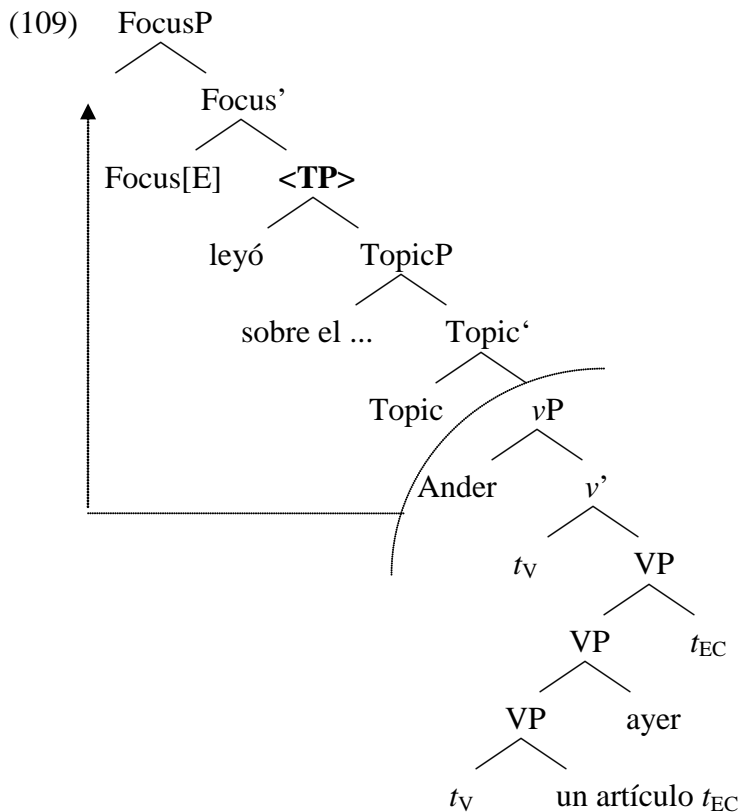 (109) FocusP
Focus’
Focus[E] <TP>
leyó TopicP
sobre el ... Topic‘
Topic vP
Ander v’
tV VP
VP tEC
VP ayer
tV un artículo tEC